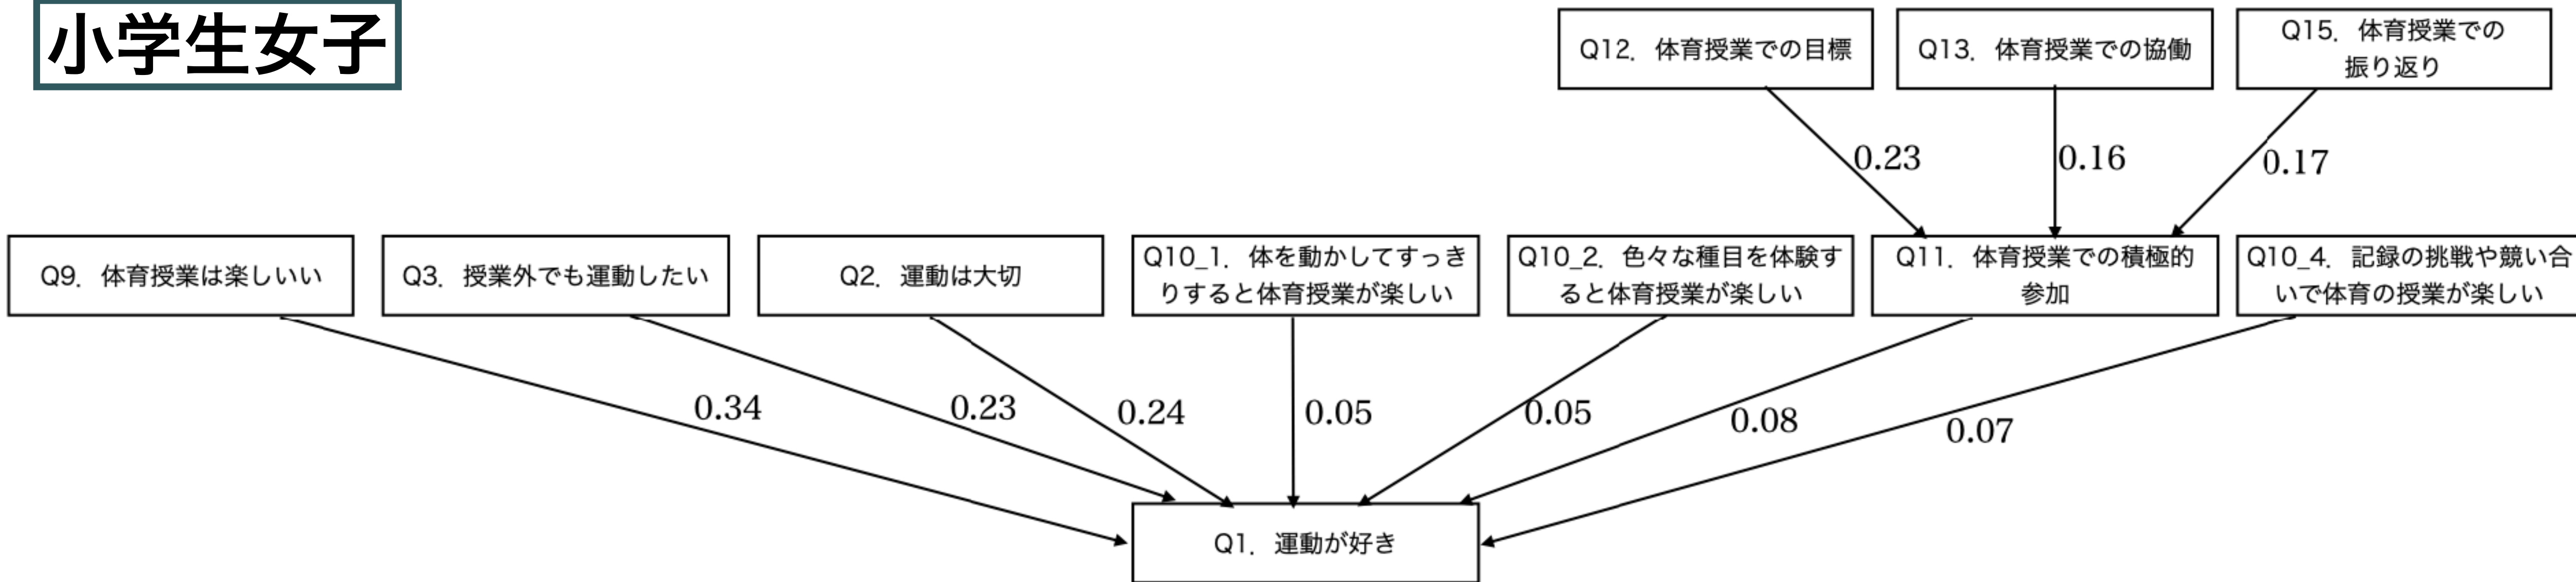 小学生女子
Q12．体育授業での目標
Q13．体育授業での協働
Q15．体育授業での
振り返り
0.23
0.16
0.17
Q9．体育授業は楽しいい
Q3．授業外でも運動したい
Q2．運動は大切
Q10_1．体を動かしてすっき
りすると体育授業が楽しい
Q10_2．色々な種目を体験す
ると体育授業が楽しい
Q11．体育授業での積極的
参加
Q10_4．記録の挑戦や競い合
いで体育の授業が楽しい
0.34
0.23
0.24
0.05
0.05
0.08
0.07
Q1．運動が好き